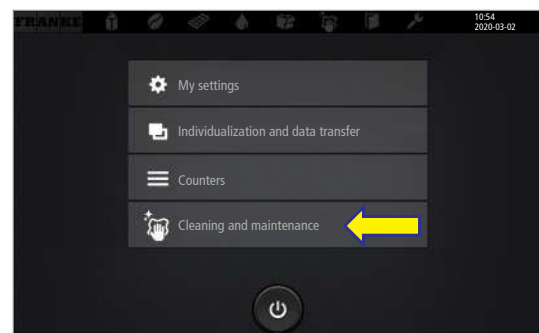 FRANKE
10:54
2020-03-02
My settings
Individualization and data transfer
Counters
Cleaning and maintenance